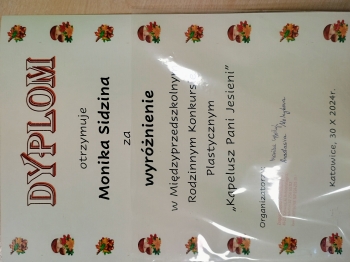 DYPLOM
otrzymuje
Monika Sidzina
za
wyróżnienie
w Międzyprzedszkolnym
Rodzinnym Konkursie
Plastycznym
„Kapelusz Pani Jesieni”
Organizatorzy:
Katowice, 30 X 2024r.